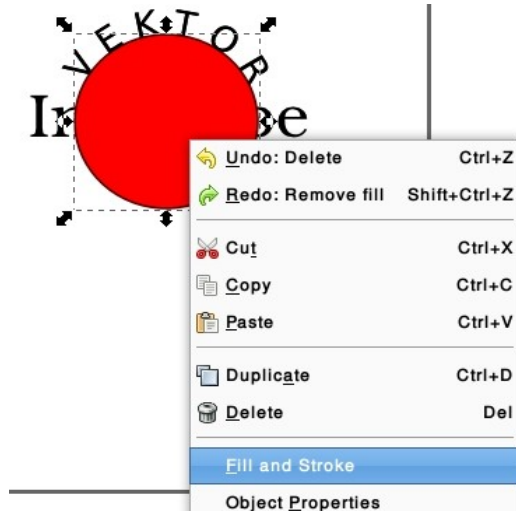 VEKTOR
Undo: Delete Ctrl+Z
Redo: Remove fill Shift+Ctrl+Z
Cut Ctrl+X
Copy Ctrl+C
Paste Ctrl+V
Duplicate Ctrl+D
Delete Del
Fill and Stroke
Object Properties